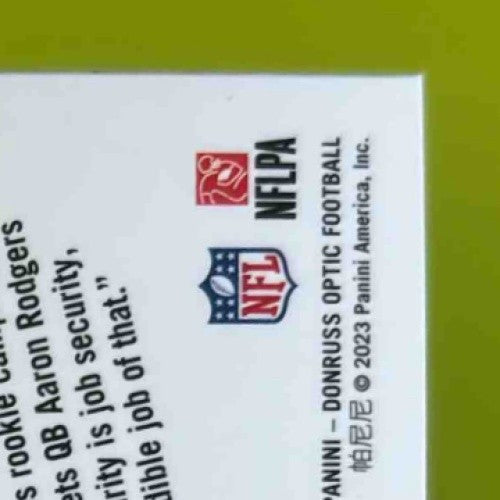 s rookie
ets QB Aaron Rodgers
rity is job security,
dible job of that."
NFL
NFLPA
PANINI – DONRUSS OPTIC FOOTBALL
帕尼尼 © 2023 Panini America, Inc.